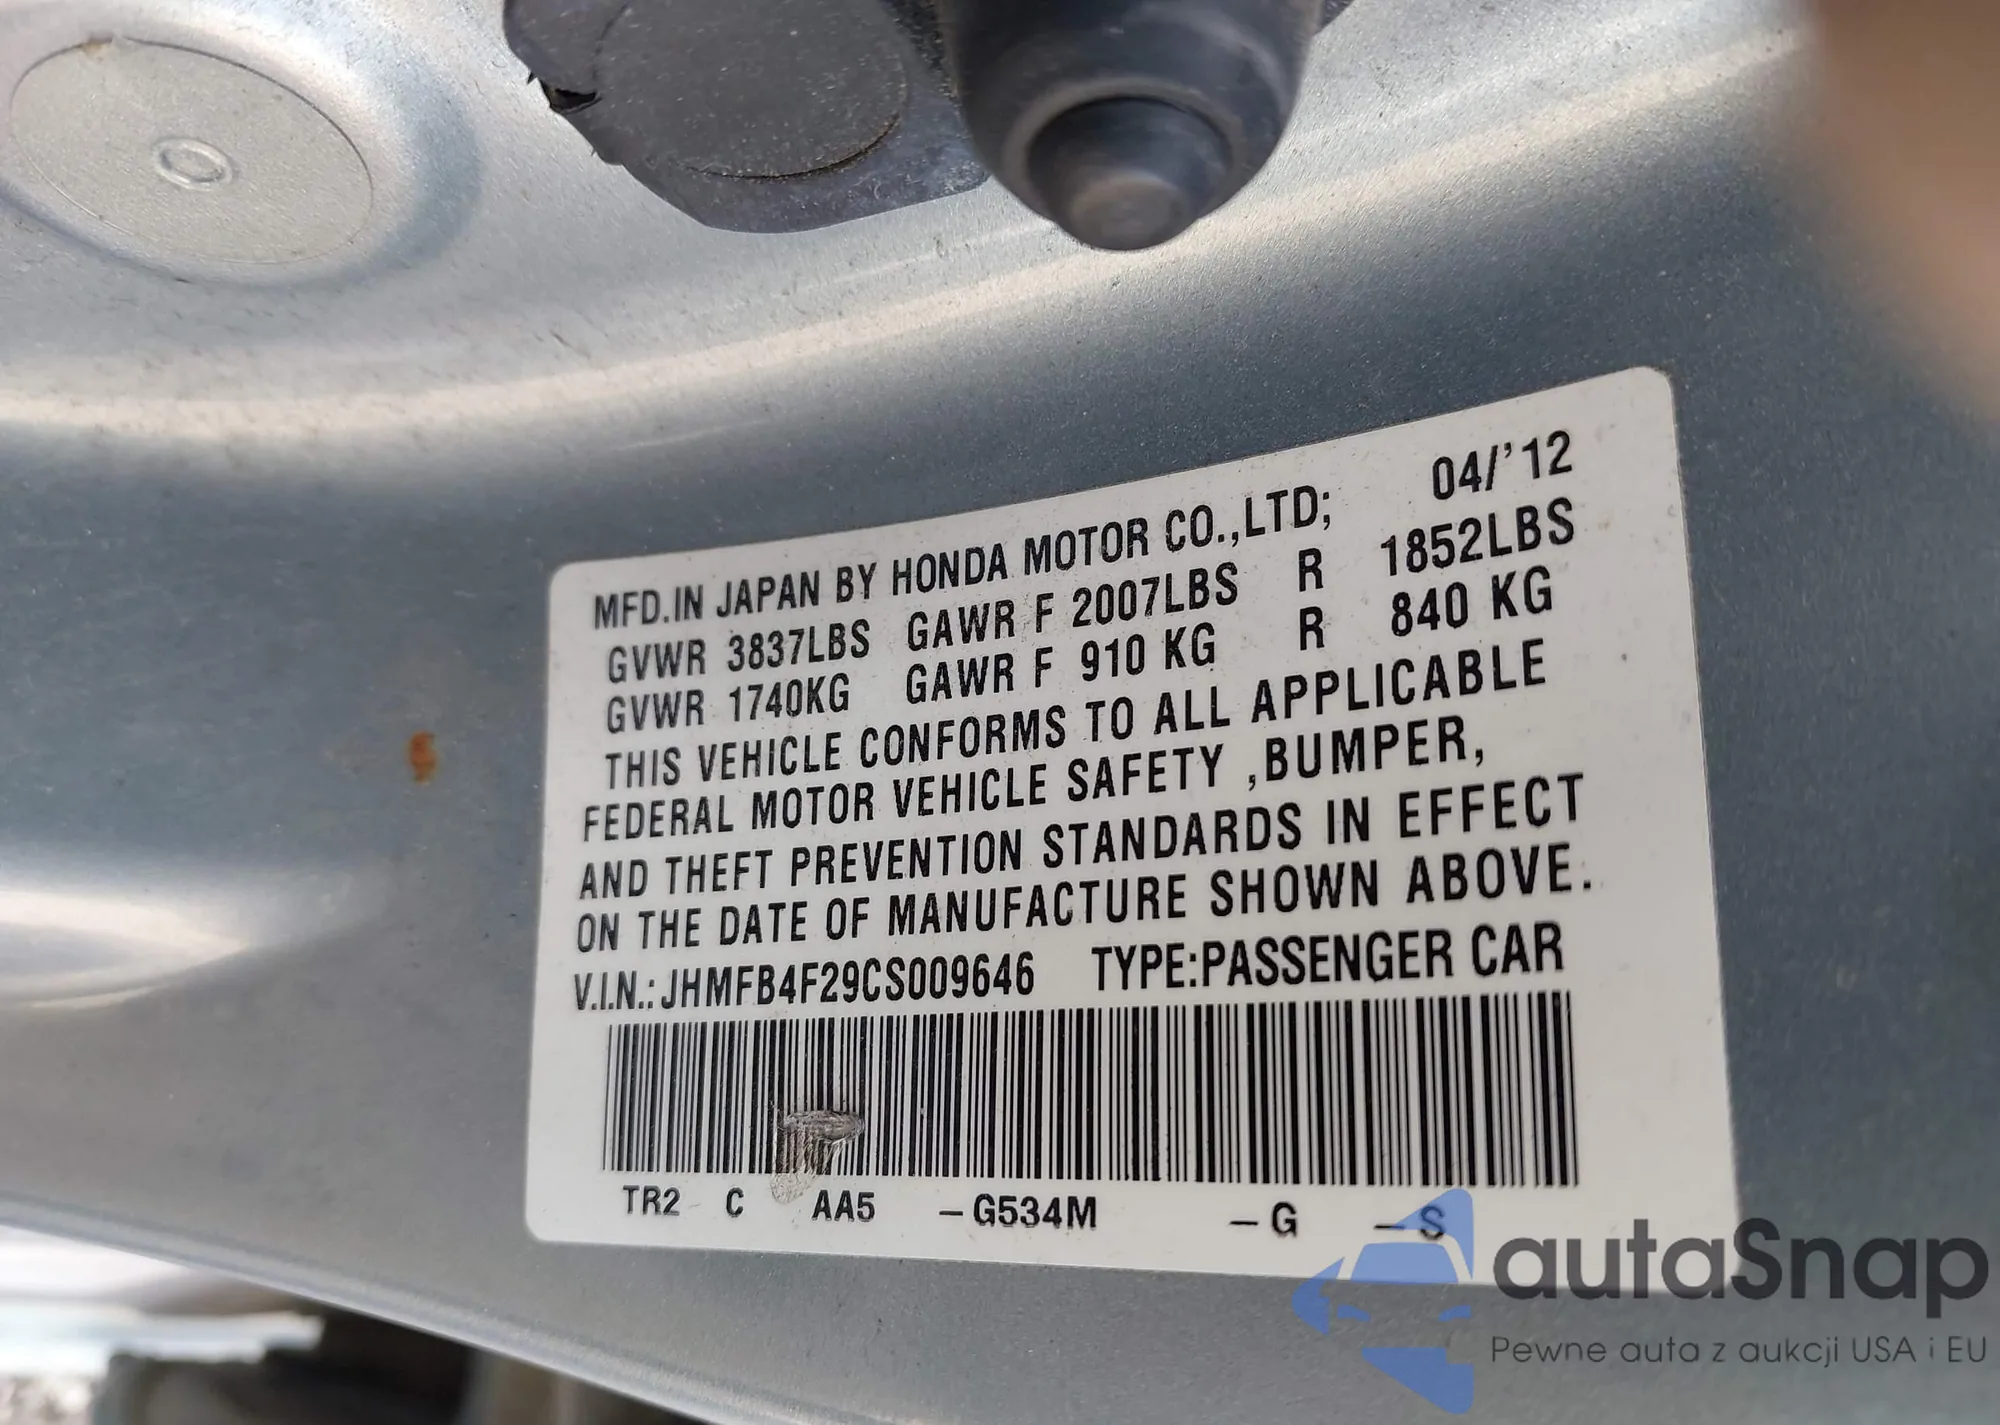 MFD.IN JAPAN BY HONDA MOTOR CO.,LTD; 04/'12
GVWR 3837LBS GAWR F 2007LBS R 1852LBS
GVWR 1740KG GAWR F 910 KG R 840 KG
THIS VEHICLE CONFORMS TO ALL APPLICABLE
FEDERAL MOTOR VEHICLE SAFETY ,BUMPER,
AND THEFT PREVENTION STANDARDS IN EFFECT
ON THE DATE OF MANUFACTURE SHOWN ABOVE.
V.I.N.: JHMFB4F29CS009646 TYPE:PASSENGER CAR
TR2 C AA5 -G534M -G -S
autaSnap
Pewne auta z aukcji USA i EU